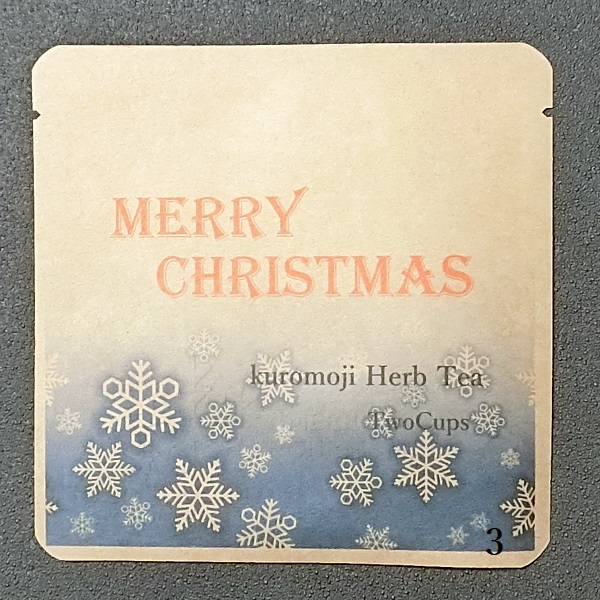 MERRY
CHRISTMAS
kuromoji Herb Tea
TwoCups
3